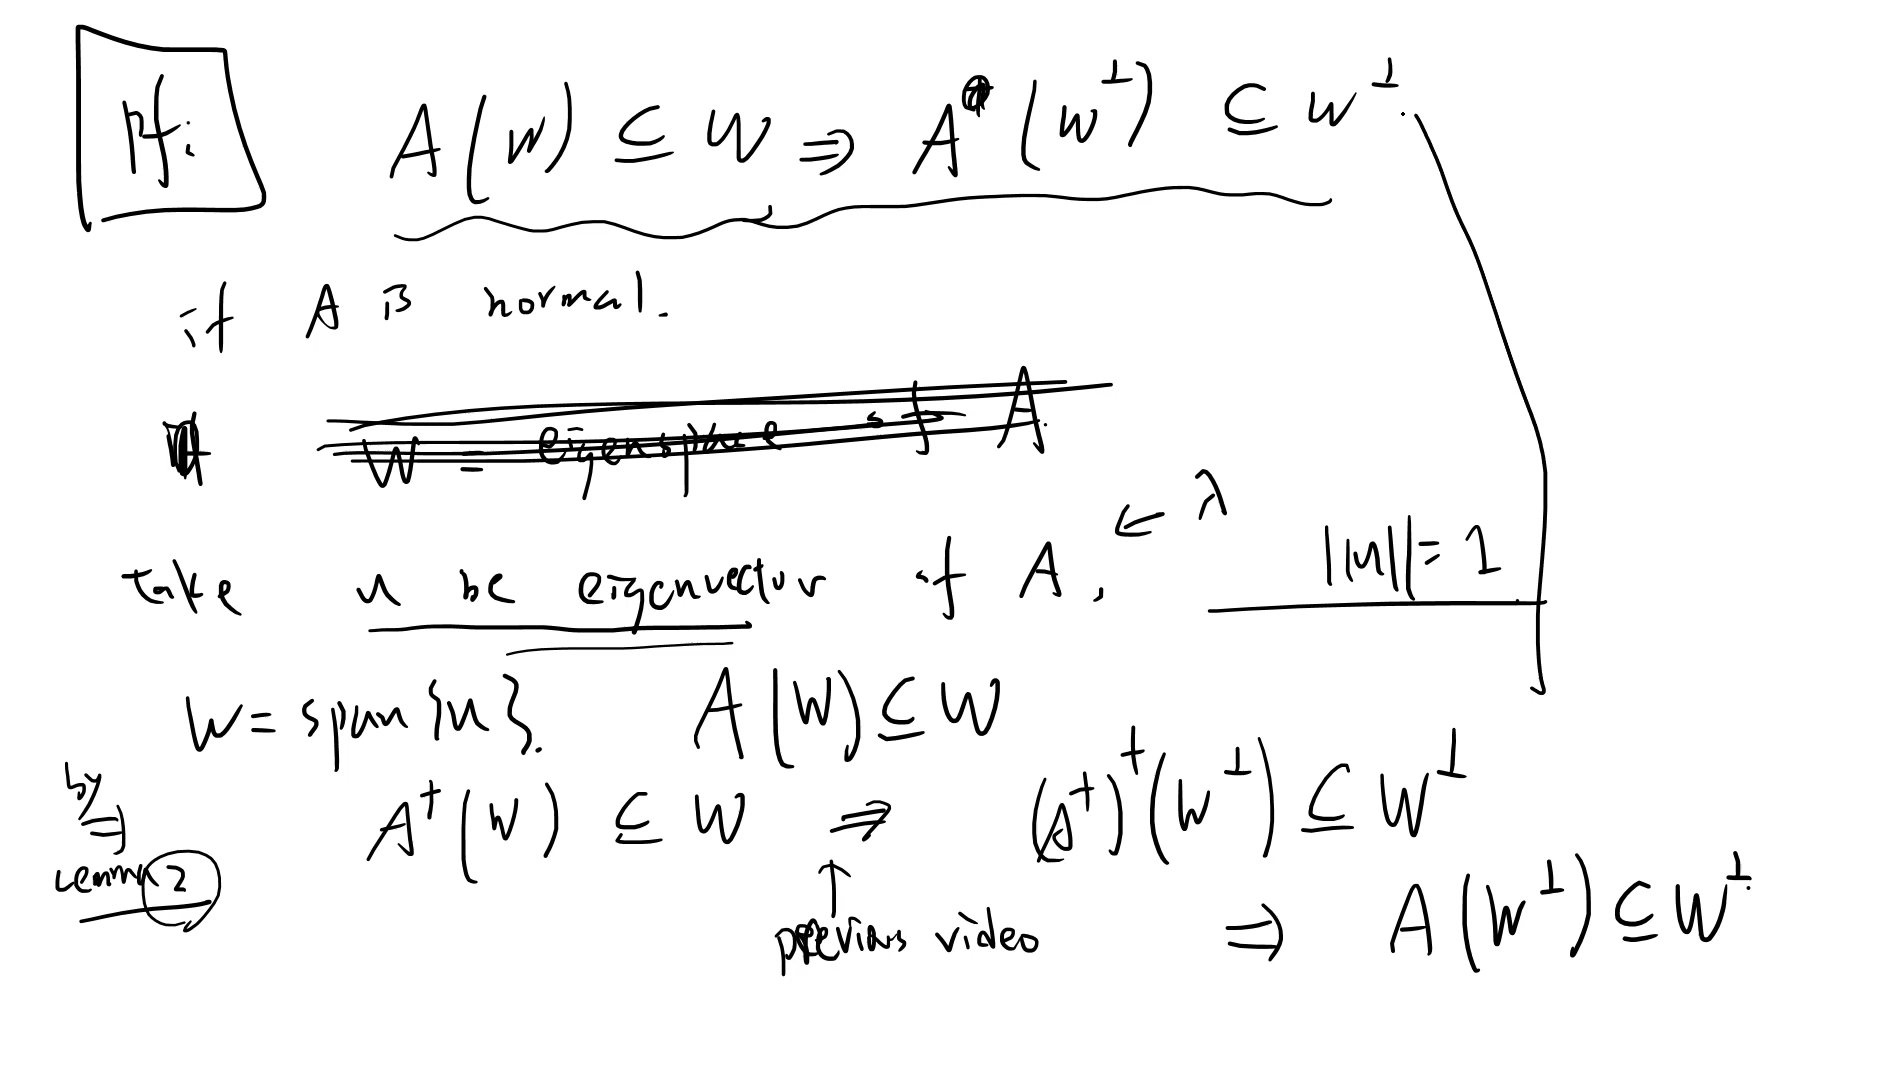 Pf:
A(W) ⊆ W ⇒ A†(W⊥) ⊆ W⊥.
if A is normal.
W = eigenspace of A.
take u be eigenvector of A. ← λ ||u|| = 1
W = span{u}. A(W) ⊆ W
by lemma 2 ⇒ A†(W) ⊆ W ⇒ (A†)†(W⊥) ⊆ W⊥
previous video ⇒ A(W⊥) ⊆ W⊥.